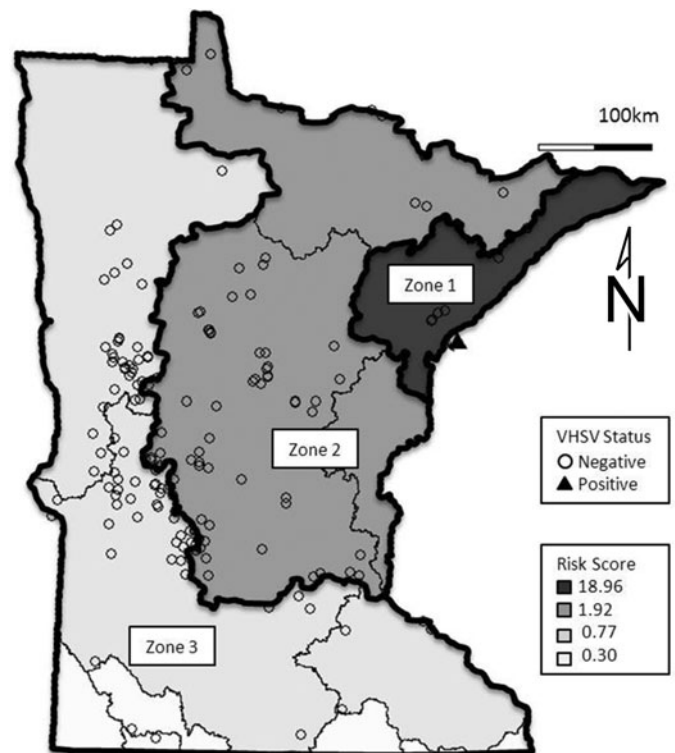 100km
Zone 1
N
VHSV Status
Negative
Positive
Zone 2
Risk Score
18.96
1.92
0.77
0.30
Zone 3